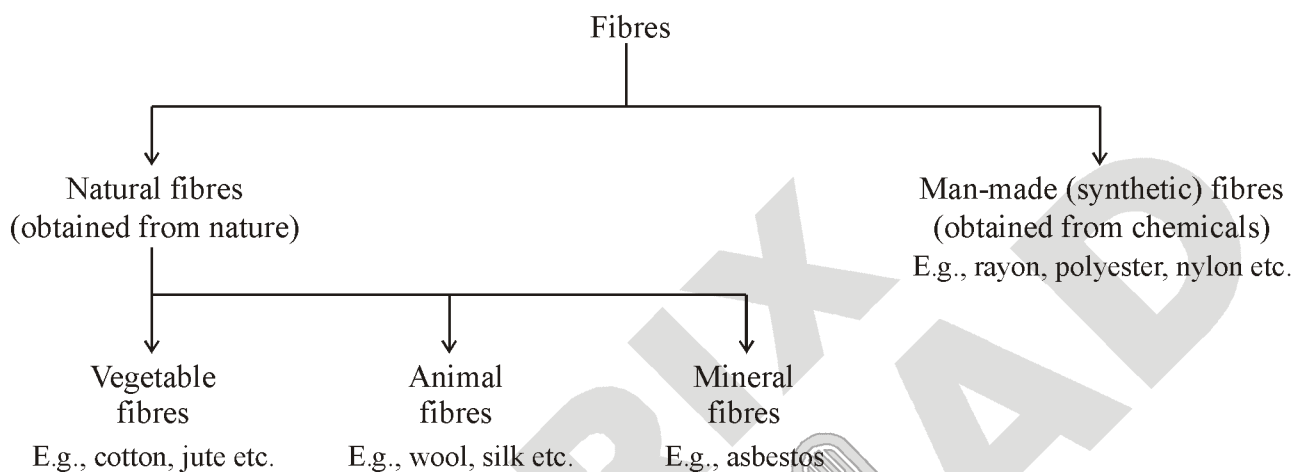 Fibres
Natural fibres
(obtained from nature)
Man-made (synthetic) fibres
(obtained from chemicals)
E.g., rayon, polyester, nylon etc.
Vegetable
fibres
E.g., cotton, jute etc.
Animal
fibres
E.g., wool, silk etc.
Mineral
fibres
E.g., asbestos